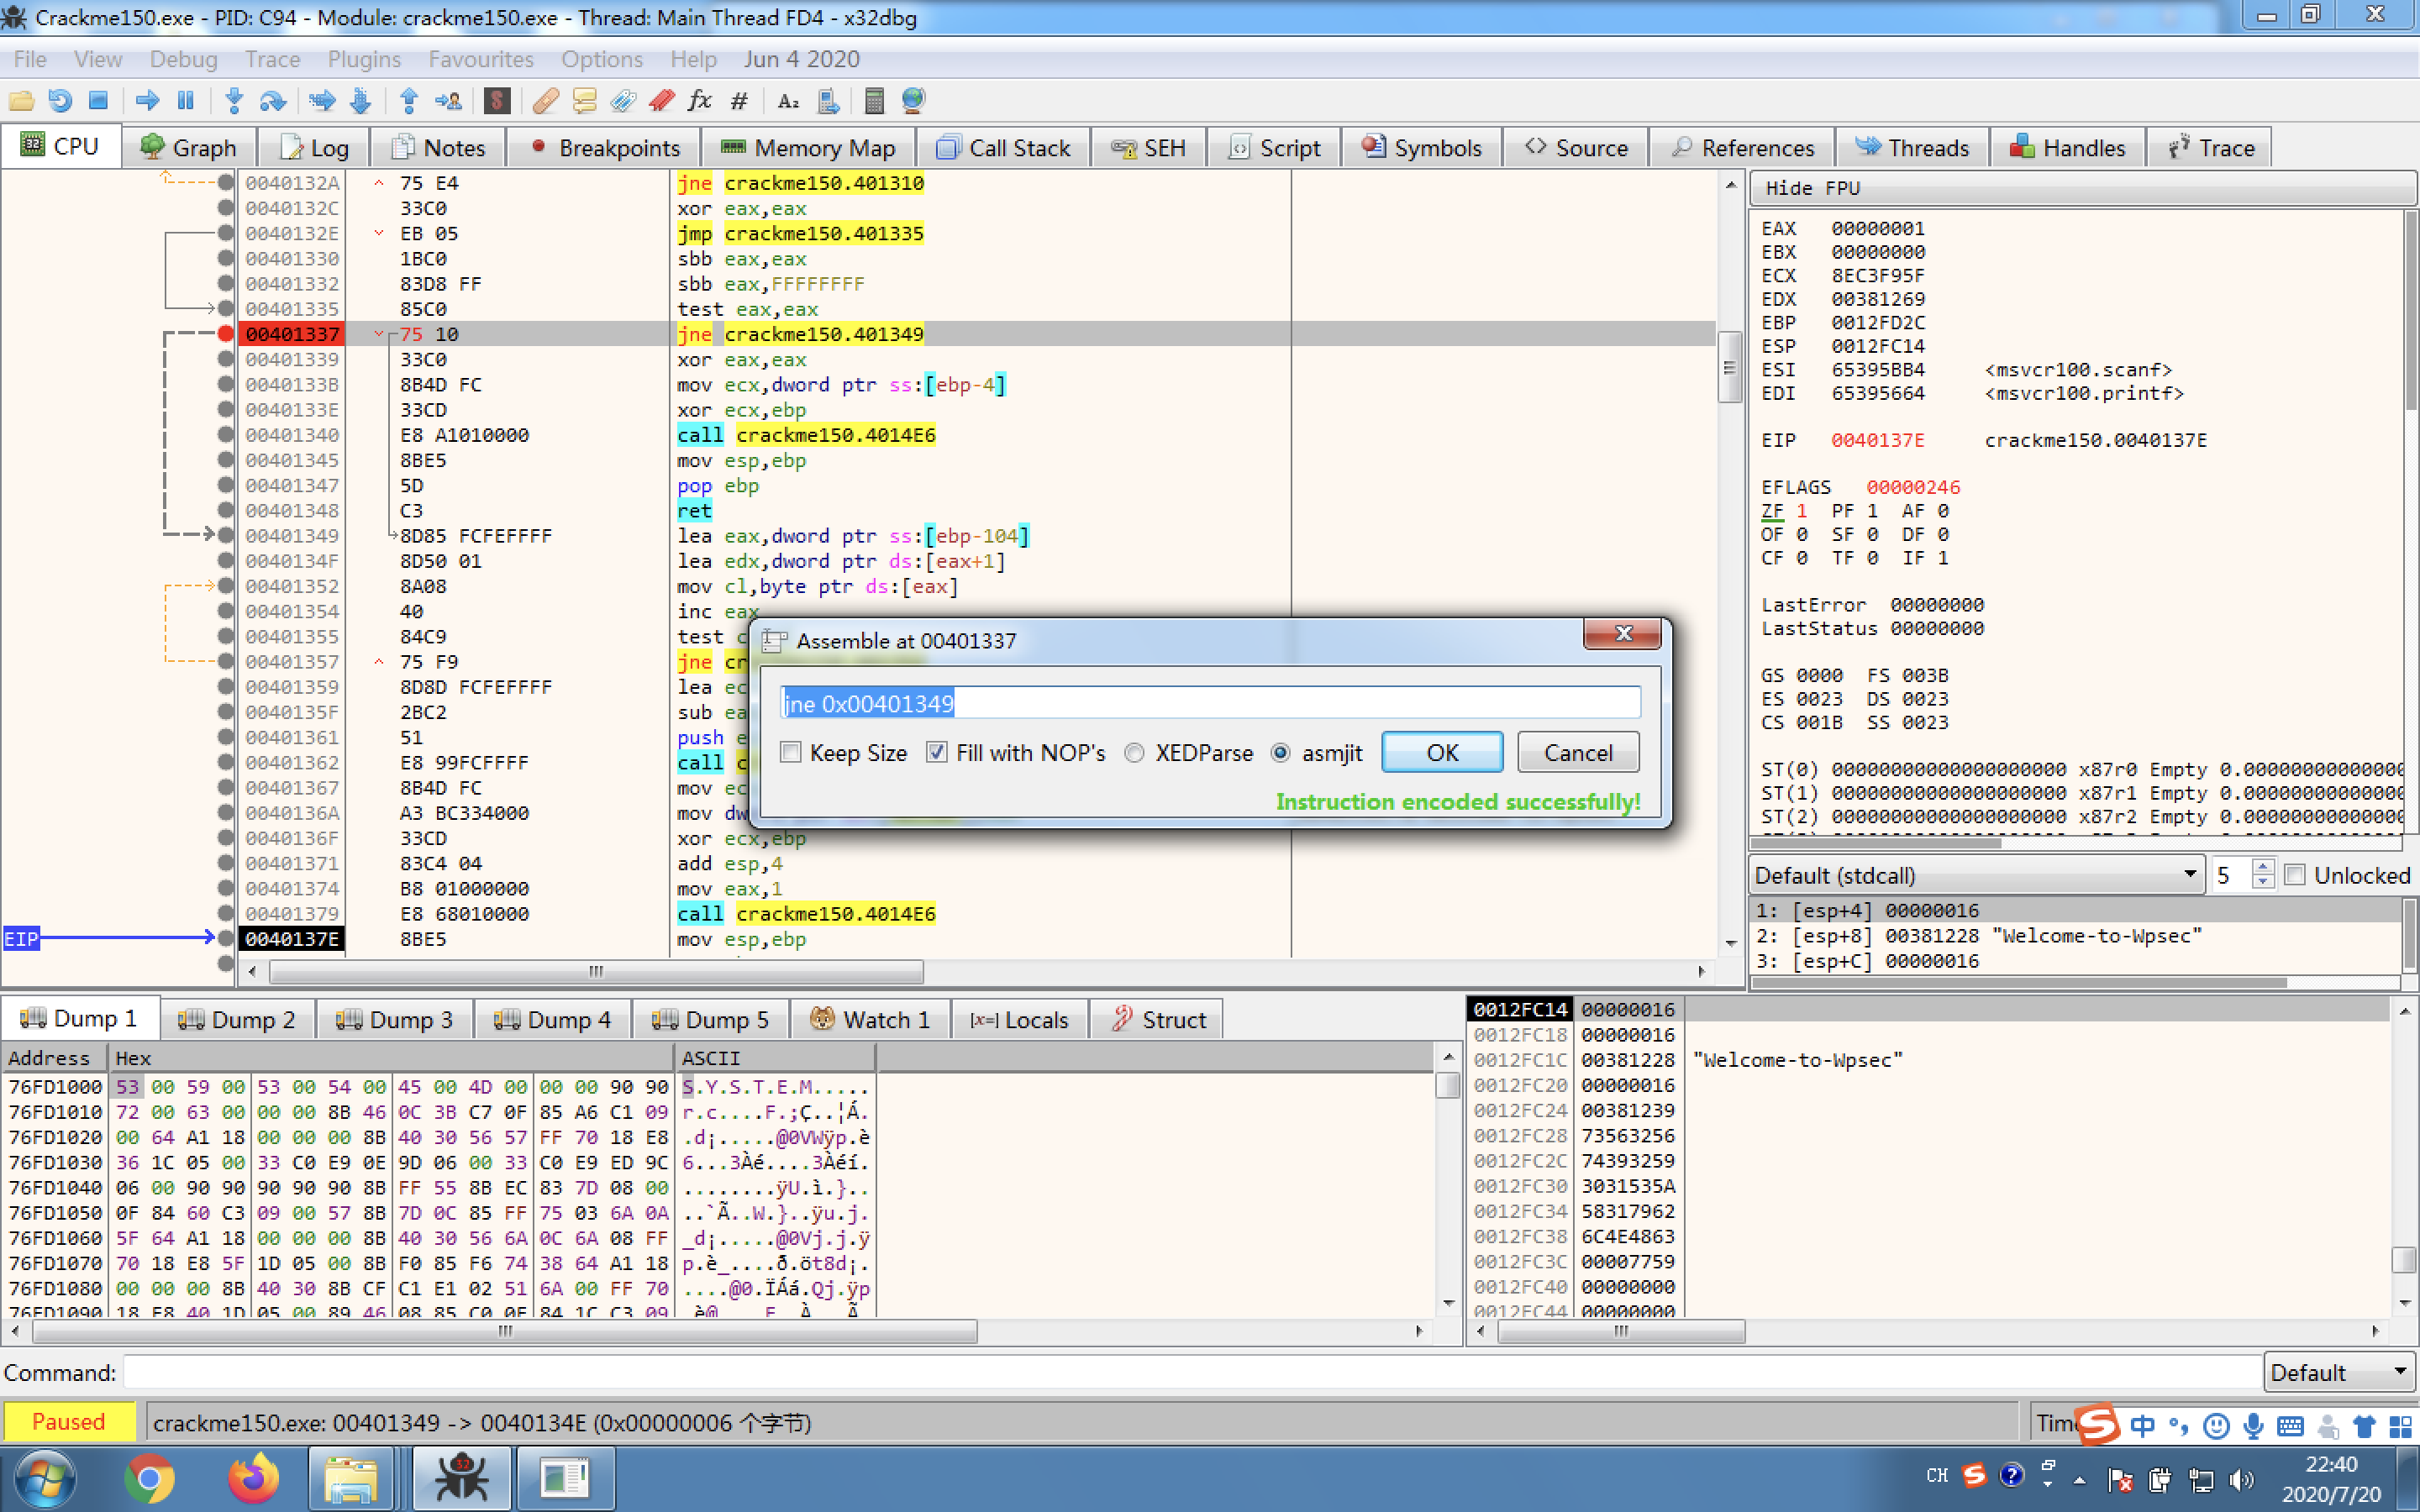 Crackme150.exe - PID: C94 - Module: crackme150.exe - Thread: Main Thread FD4 - x32dbg
File View Debug Trace Plugins Favourites Options Help Jun 4 2020
CPU Graph Log Notes Breakpoints Memory Map Call Stack SEH Script Symbols Source References Threads Handles Trace
0040132A 75 E4 jne crackme150.401310
0040132C 33C0 xor eax,eax
0040132E EB 05 jmp crackme150.401335
00401330 1BC0 sbb eax,eax
00401332 83D8 FF sbb eax,FFFFFFFF
00401335 85C0 test eax,eax
00401337 75 10 jne crackme150.401349
00401339 33C0 xor eax,eax
0040133B 8B4D FC mov ecx,dword ptr ss:[ebp-4]
0040133E 33CD xor ecx,ebp
00401340 E8 A1010000 call crackme150.4014E6
00401345 8BE5 mov esp,ebp
00401347 5D pop ebp
00401348 C3 ret
00401349 8D85 FCFEFFFF lea eax,dword ptr ss:[ebp-104]
0040134F 8D50 01 lea edx,dword ptr ds:[eax+1]
00401352 8A08 mov cl,byte ptr ds:[eax]
00401354 40 inc eax
00401355 84C9 test
00401357 75 F9 jne
00401359 8D8D FCFEFFFF lea
0040135F 2BC2 sub
00401361 51 push
00401362 E8 99FCFFFF call
00401367 8B4D FC mov
0040136A A3 BC334000 mov
0040136F 33CD xor ecx,ebp
00401371 83C4 04 add esp,4
00401374 B8 01000000 mov eax,1
00401379 E8 68010000 call crackme150.4014E6
EIP 0040137E 8BE5 mov esp,ebp
Assemble at 00401337
jne 0x00401349
Keep Size Fill with NOP's XEDParse asmjit OK Cancel
Instruction encoded successfully!
Hide FPU
EAX 00000001
EBX 00000000
ECX 8EC3F95F
EDX 00381269
EBP 0012FD2C
ESP 0012FC14
ESI 65395BB4 <msvcr100.scanf>
EDI 65395664 <msvcr100.printf>
EIP 0040137E crackme150.0040137E
EFLAGS 00000246
ZF 1 PF 1 AF 0
OF 0 SF 0 DF 0
CF 0 TF 0 IF 1
LastError 00000000
LastStatus 00000000
GS 0000 FS 003B
ES 0023 DS 0023
CS 001B SS 0023
ST(0) 00000000000000000000 x87r0 Empty 0.00000000000000
ST(1) 00000000000000000000 x87r1 Empty 0.00000000000000
ST(2) 00000000000000000000 x87r2 Empty 0.00000000000000
Default (stdcall) 5 Unlocked
1: [esp+4] 00000016
2: [esp+8] 00381228 "Welcome-to-Wpsec"
3: [esp+C] 00000016
Dump 1 Dump 2 Dump 3 Dump 4 Dump 5 Watch 1 [x=] Locals Struct
Address Hex ASCII
76FD1000 53 00 59 00 53 00 54 00 45 00 4D 00 00 00 90 90 S.Y.S.T.E.M.....
76FD1010 72 00 63 00 00 00 8B 46 0C 3B C7 0F 85 A6 C1 09 r.c....F.;Ç..¦Á.
76FD1020 00 64 A1 18 00 00 00 8B 40 30 56 57 FF 70 18 E8 .d¡.....@0VWÿp.è
76FD1030 36 1C 05 00 33 C0 E9 0E 9D 06 00 33 C0 E9 ED 9C 6...3Àé....3Àéí.
76FD1040 06 00 90 90 90 90 90 8B FF 55 8B EC 83 7D 08 00 ........ÿU.ì.}..
76FD1050 0F 84 60 C3 09 00 57 8B 7D 0C 85 FF 75 03 6A 0A ..`Ã..W.}..ÿu.j.
76FD1060 5F 64 A1 18 00 00 00 8B 40 30 56 6A 0C 6A 08 FF _d¡.....@0Vj.j.ÿ
76FD1070 70 18 E8 5F 1D 05 00 8B F0 85 F6 74 38 64 A1 18 p.è_....ð.öt8d¡.
76FD1080 00 00 00 8B 40 30 8B CF C1 E1 02 51 6A 00 FF 70 ....@0.ÏÁá.Qj.ÿp
76FD1090 18 E8 40 1D 05 00 89 46 08 85 C0 0F 84 1C C3 09
0012FC14 00000016
0012FC18 00000016
0012FC1C 00381228 "Welcome-to-Wpsec"
0012FC20 00000016
0012FC24 00381239
0012FC28 73563256
0012FC2C 74393259
0012FC30 3031535A
0012FC34 58317962
0012FC38 6C4E4863
0012FC3C 00007759
0012FC40 00000000
0012FC44 00000000
Command: Default
Paused crackme150.exe: 00401349 -> 0040134E (0x00000006 个字节) 中
CH 22:40
2020/7/20